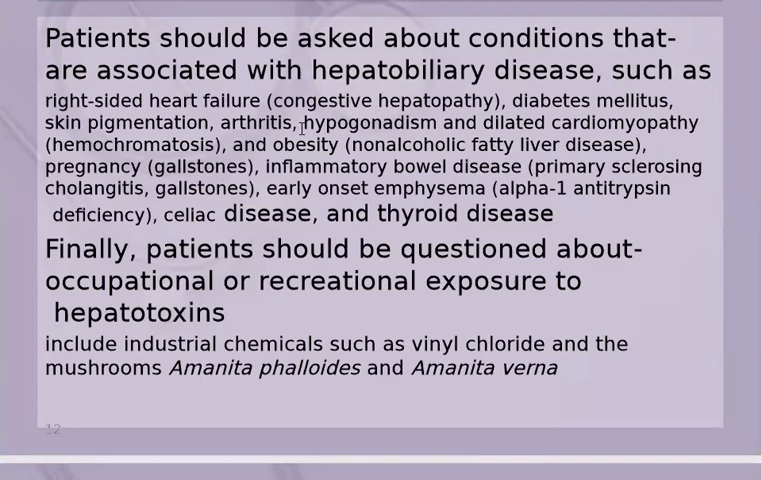 Patients should be asked about conditions that-
are associated with hepatobiliary disease, such as
right-sided heart failure (congestive hepatopathy), diabetes mellitus,
skin pigmentation, arthritis, hypogonadism and dilated cardiomyopathy
(hemochromatosis), and obesity (nonalcoholic fatty liver disease),
pregnancy (gallstones), inflammatory bowel disease (primary sclerosing
cholangitis, gallstones), early onset emphysema (alpha-1 antitrypsin
deficiency), celiac disease, and thyroid disease
Finally, patients should be questioned about-
occupational or recreational exposure to
hepatotoxins
include industrial chemicals such as vinyl chloride and the
mushrooms Amanita phalloides and Amanita verna
12